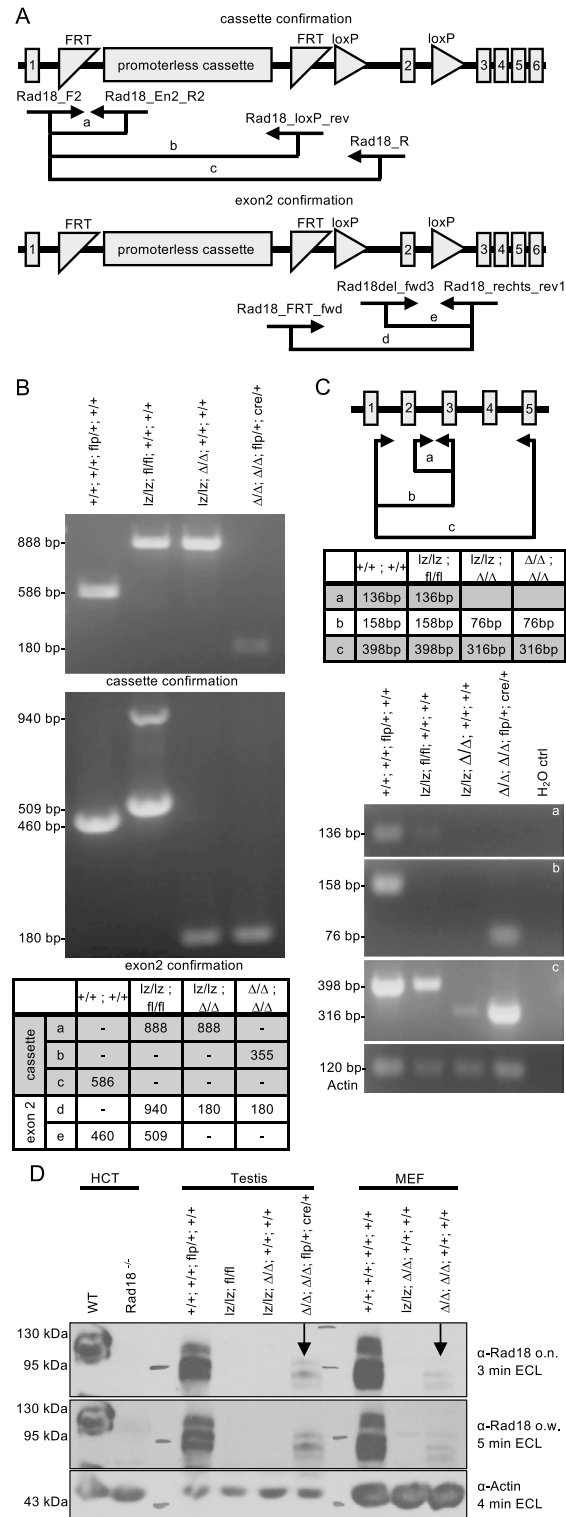 A
cassette confirmation
FRT FRT loxP loxP
1 promoterless cassette 2 3 4 5 6
Rad18_F2 Rad18_En2_R2
a
Rad18_loxP_rev
b
Rad18_R
c
exon2 confirmation
FRT FRT loxP loxP
1 promoterless cassette 2 3 4 5 6
Rad18del_fwd3 Rad18_rechts_rev1
Rad18_FRT_fwd
e
d
B
+/+; +/+; flp/+; +/+
lz/lz; fl/fl; +/+; +/+
lz/lz; Δ/Δ; +/+; +/+
Δ/Δ; Δ/Δ; flp/+; cre/+
888 bp
586 bp
180 bp
cassette confirmation
940 bp
509 bp
460 bp
180 bp
exon2 confirmation
+/+ ; +/+ lz/lz ; fl/fl lz/lz ; Δ/Δ Δ/Δ ; Δ/Δ
cassette
a - 888 888 -
b - - - 355
c 586 - - -
exon 2
d - 940 180 180
e 460 509 - -
C
1 2 3 4 5
a
b
c
+/+ ; +/+ lz/lz ; fl/fl lz/lz ; Δ/Δ Δ/Δ ; Δ/Δ
a 136bp 136bp
b 158bp 158bp 76bp 76bp
c 398bp 398bp 316bp 316bp
+/+; +/+; flp/+; +/+
lz/lz; fl/fl; +/+; +/+
lz/lz; Δ/Δ; +/+; +/+
Δ/Δ; Δ/Δ; flp/+; cre/+
H2O ctrl
136 bp a
158 bp b
76 bp
398 bp c
316 bp
120 bp
Actin
D
HCT Testis MEF
WT
Rad18 -/-
+/+; +/+; flp/+; +/+
lz/lz; fl/fl
lz/lz; Δ/Δ; +/+; +/+
Δ/Δ; Δ/Δ; flp/+; cre/+
+/+; +/+; +/+; +/+
lz/lz; Δ/Δ; +/+; +/+
Δ/Δ; Δ/Δ; +/+; +/+
130 kDa
95 kDa
α-Rad18 o.n.
3 min ECL
130 kDa
95 kDa
α-Rad18 o.w.
5 min ECL
43 kDa
α-Actin
4 min ECL